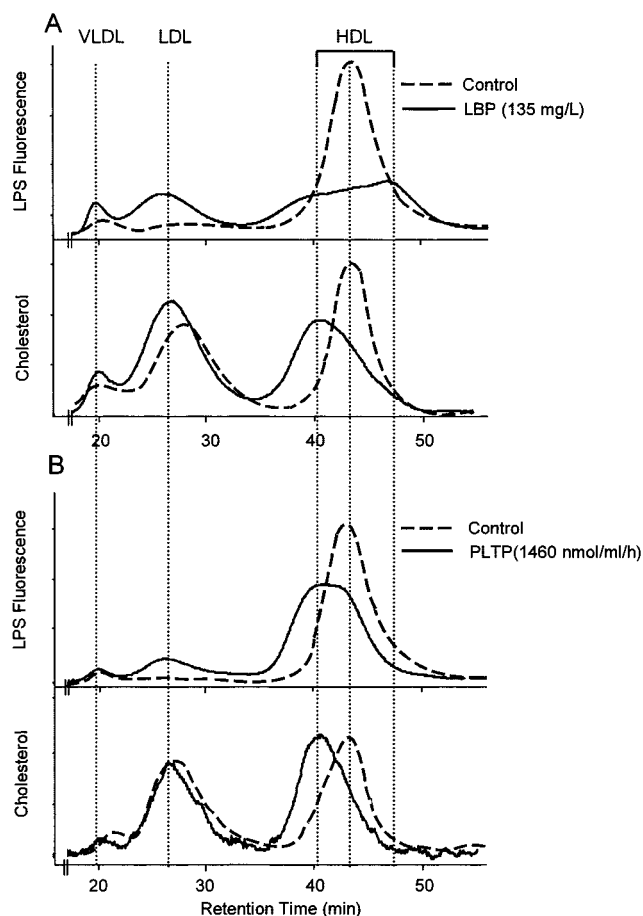 A
VLDL LDL HDL
Control
LBP (135 mg/L)
LPS Fluorescence
Cholesterol
20 30 40 50
B
Control
PLTP(1460 nmol/ml/h)
LPS Fluorescence
Cholesterol
20 30 40 50
Retention Time (min)